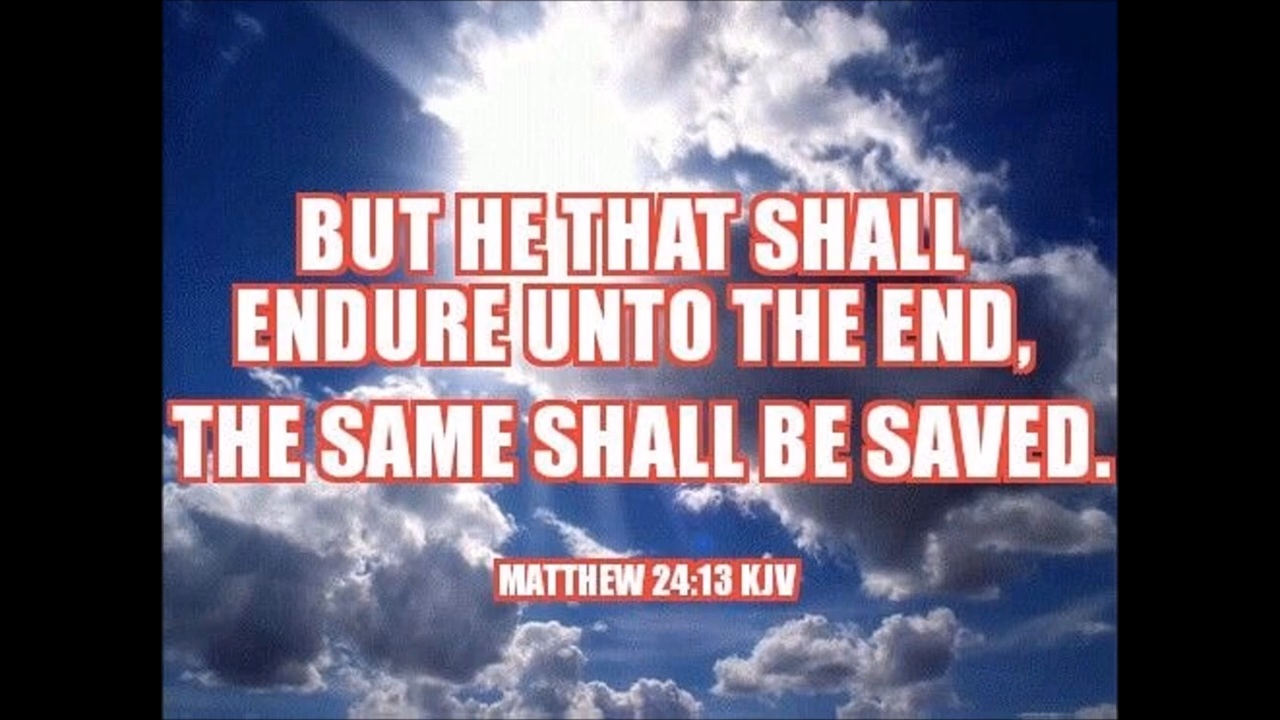 BUT HE THAT SHALL
ENDURE UNTO THE END,
THE SAME SHALL BE SAVED.
MATTHEW 24:13 KJV